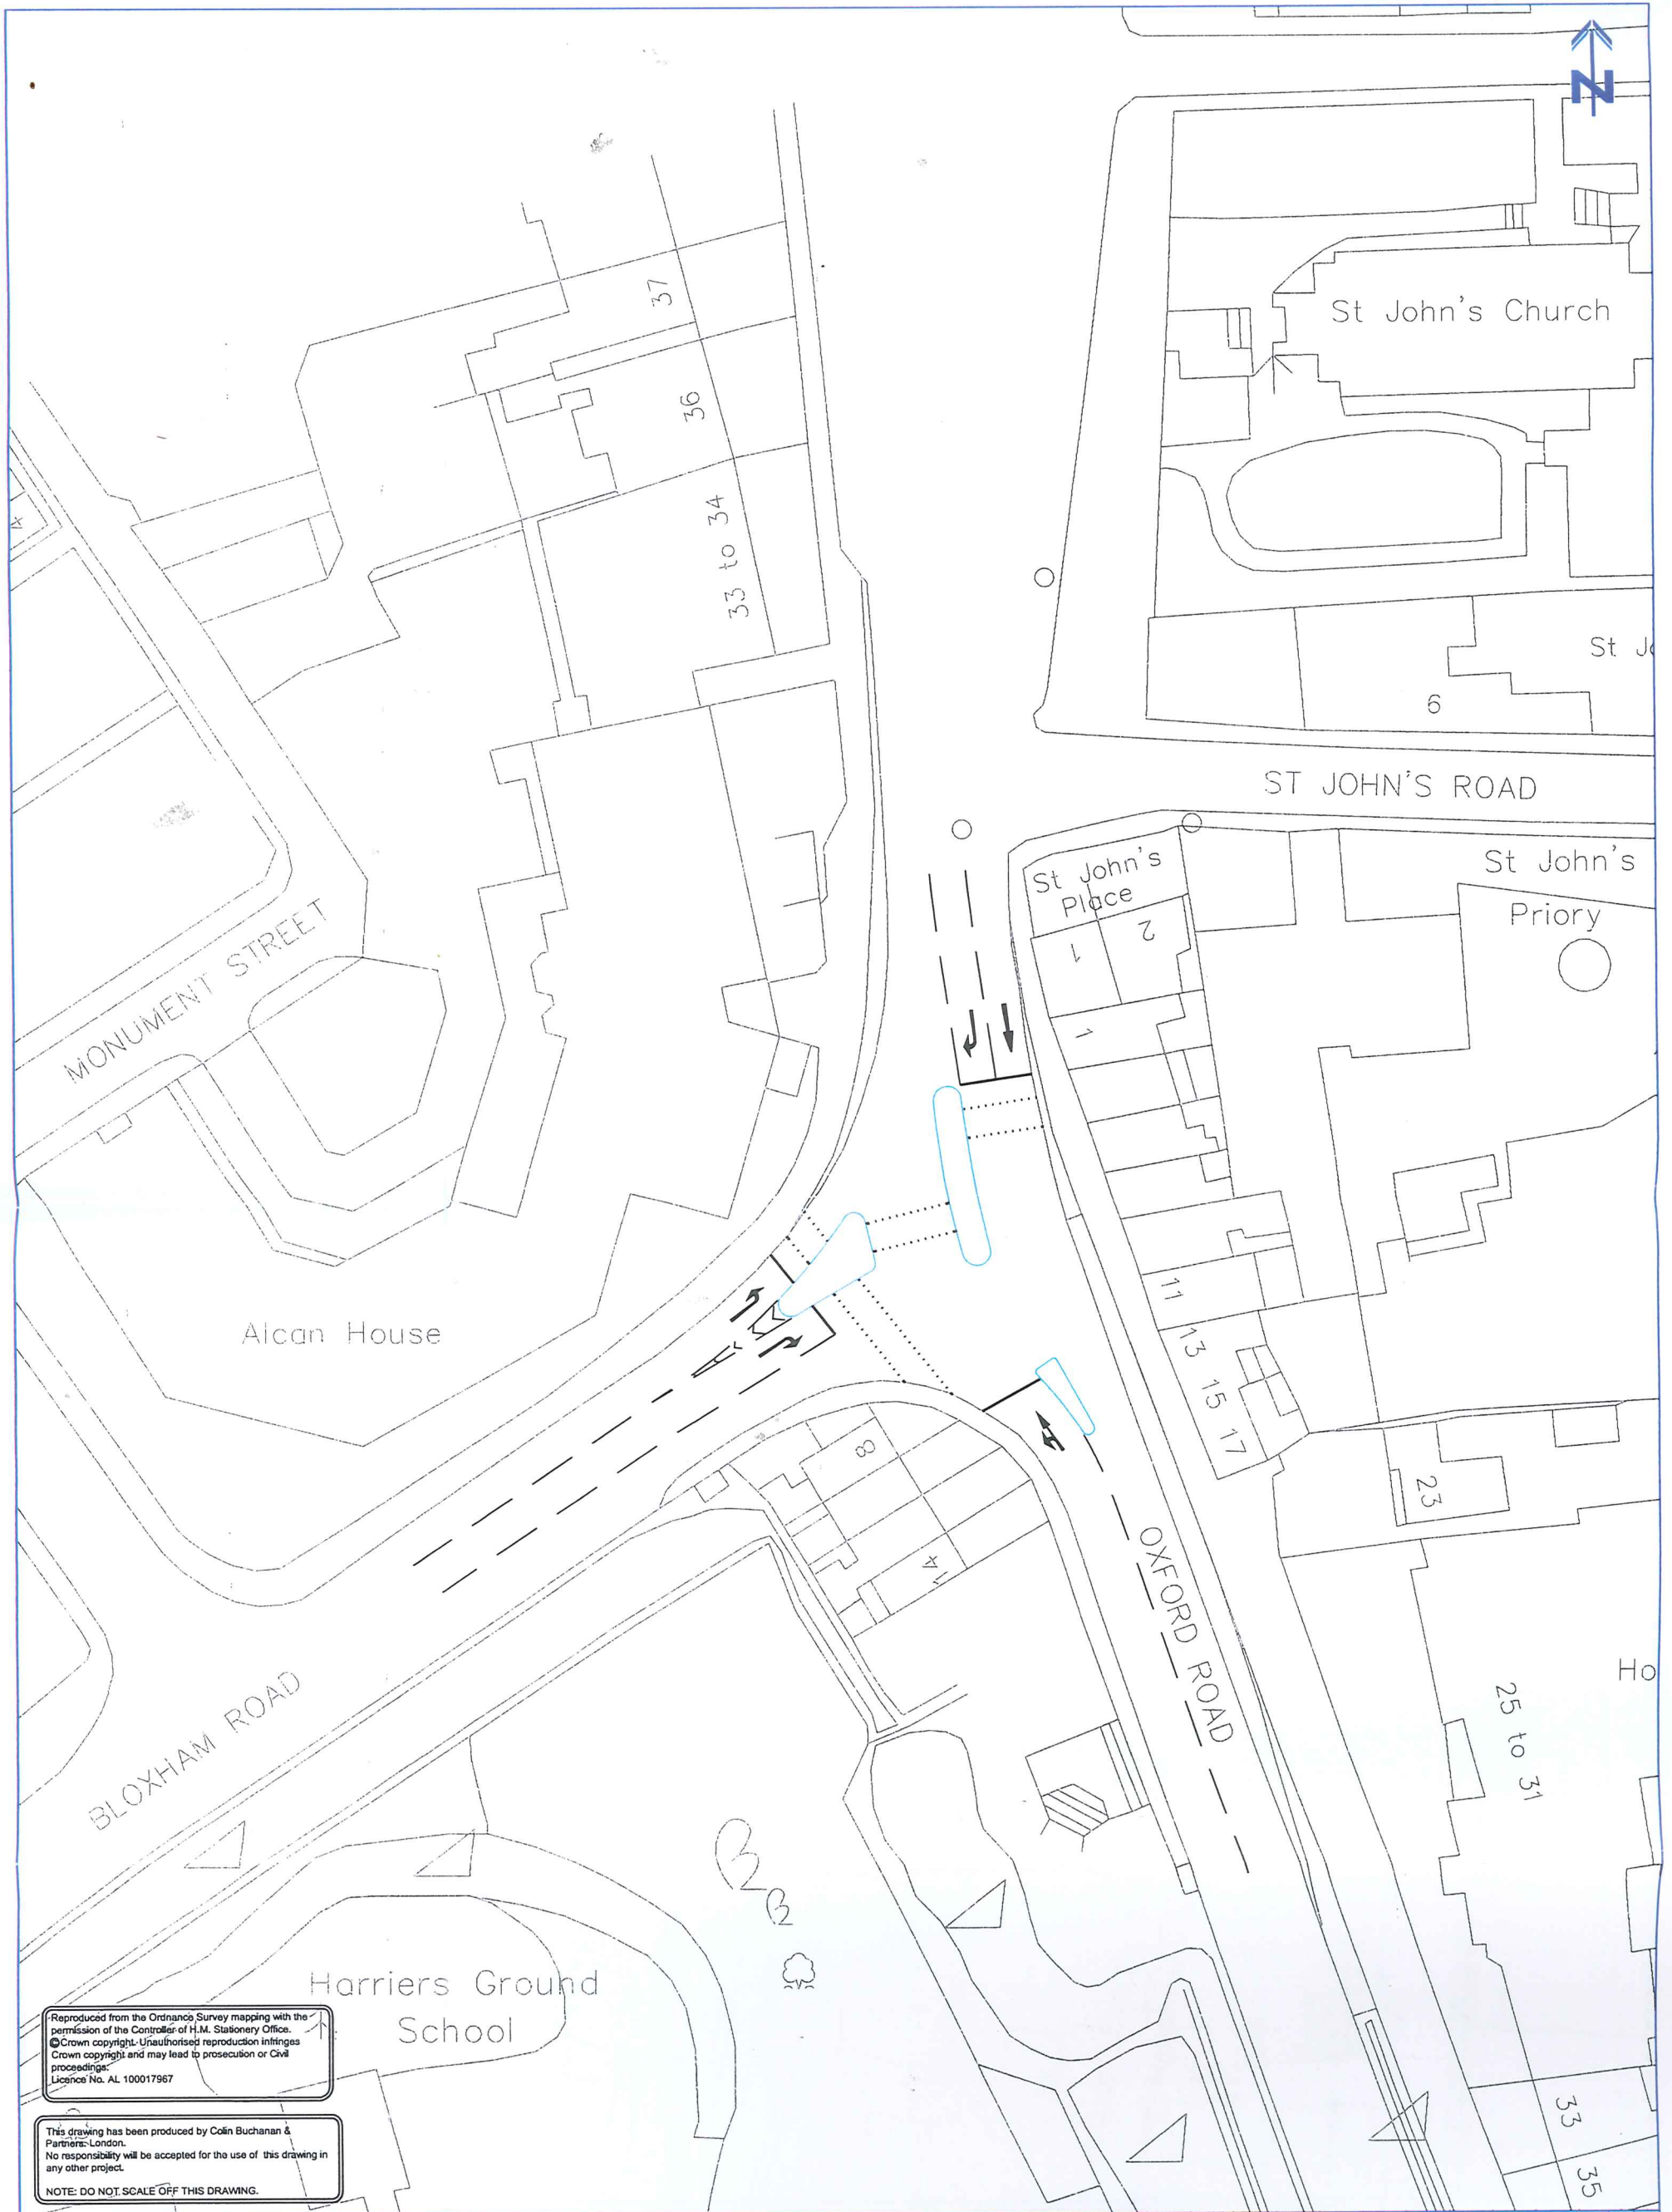 N
37
St John's Church
36
33 to 34
St Jo
9
ST JOHN'S ROAD
St John's
Place
St John's
Priory
1
2
1
MONUMENT STREET
Alcan House
11
13
15
17
8
23
14
OXFORD ROAD
Ho
25 to 31
BLOXHAM ROAD
Harriers Ground
School
33
35
Reproduced from the Ordnance Survey mapping with the
permission of the Controller of H.M. Stationery Office.
©Crown copyright. Unauthorised reproduction infringes
Crown copyright and may lead to prosecution or Civil
proceedings.
Licence No. AL 100017967
This drawing has been produced by Colin Buchanan &
Partners. London.
No responsibility will be accepted for the use of this drawing in
any other project.
NOTE: DO NOT SCALE OFF THIS DRAWING.